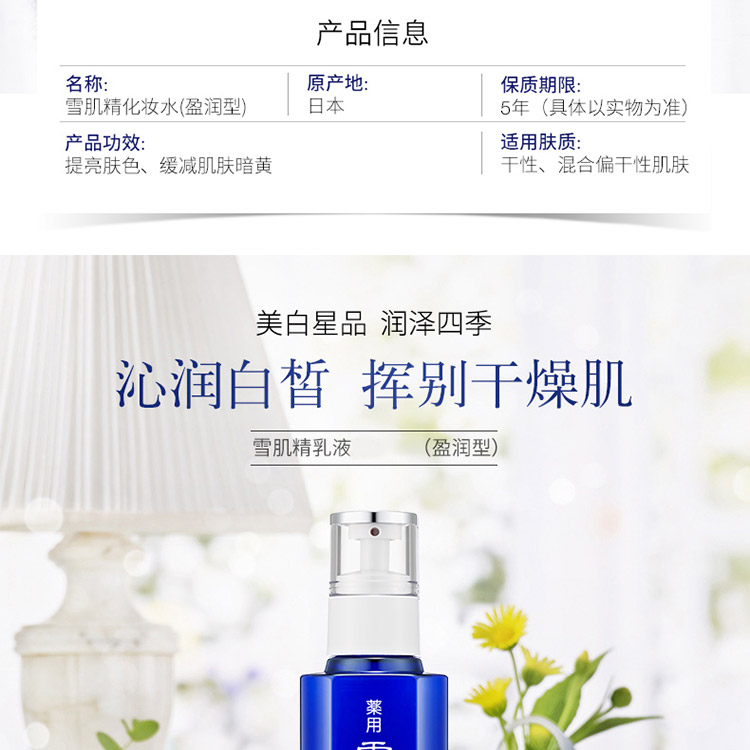 产品信息
名称:
雪肌精化妆水(盈润型)
原产地:
日本
保质期限:
5年（具体以实物为准）
产品功效:
提亮肤色、缓减肌肤暗黄
适用肤质:
干性、混合偏干性肌肤
美白星品 润泽四季
沁润白皙 挥别干燥肌
雪肌精乳液 （盈润型）
薬用